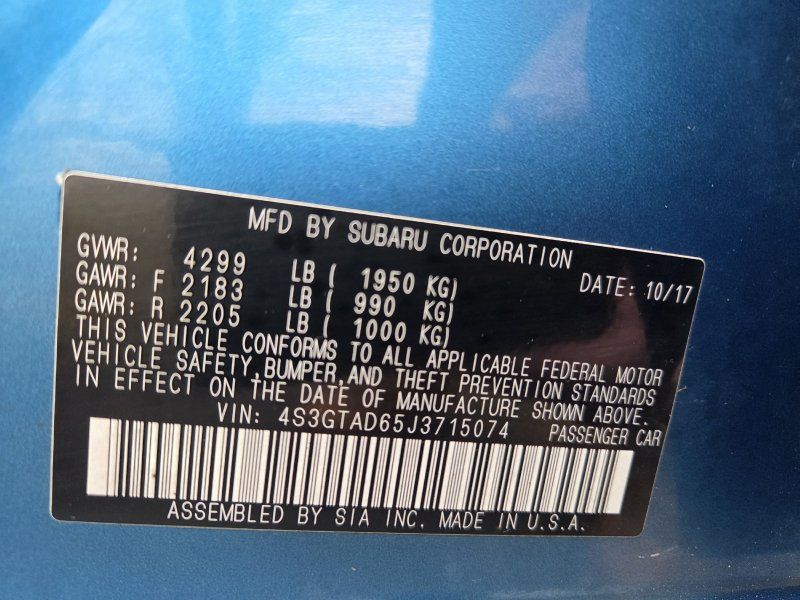 MFD BY SUBARU CORPORATION
GVWR: 4299 LB ( 1950 KG) DATE: 10/17
GAWR: F 2183 LB ( 990 KG)
GAWR: R 2205 LB ( 1000 KG)
THIS VEHICLE CONFORMS TO ALL APPLICABLE FEDERAL MOTOR
VEHICLE SAFETY, BUMPER, AND THEFT PREVENTION STANDARDS
IN EFFECT ON THE DATE OF MANUFACTURE SHOWN ABOVE.
VIN: 4S3GTAD65J3715074 PASSENGER CAR
ASSEMBLED BY SIA INC. MADE IN U.S.A.